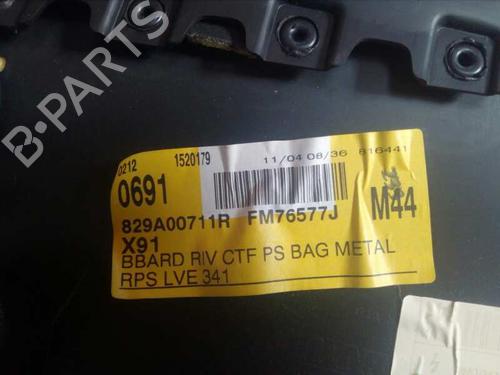 B-PARTS
0212
1520179
11/04 08/36 816441
0691
829A00711R FM76577J
M44
X91
BBARD RIV CTF PS BAG METAL
RPS LVE 341